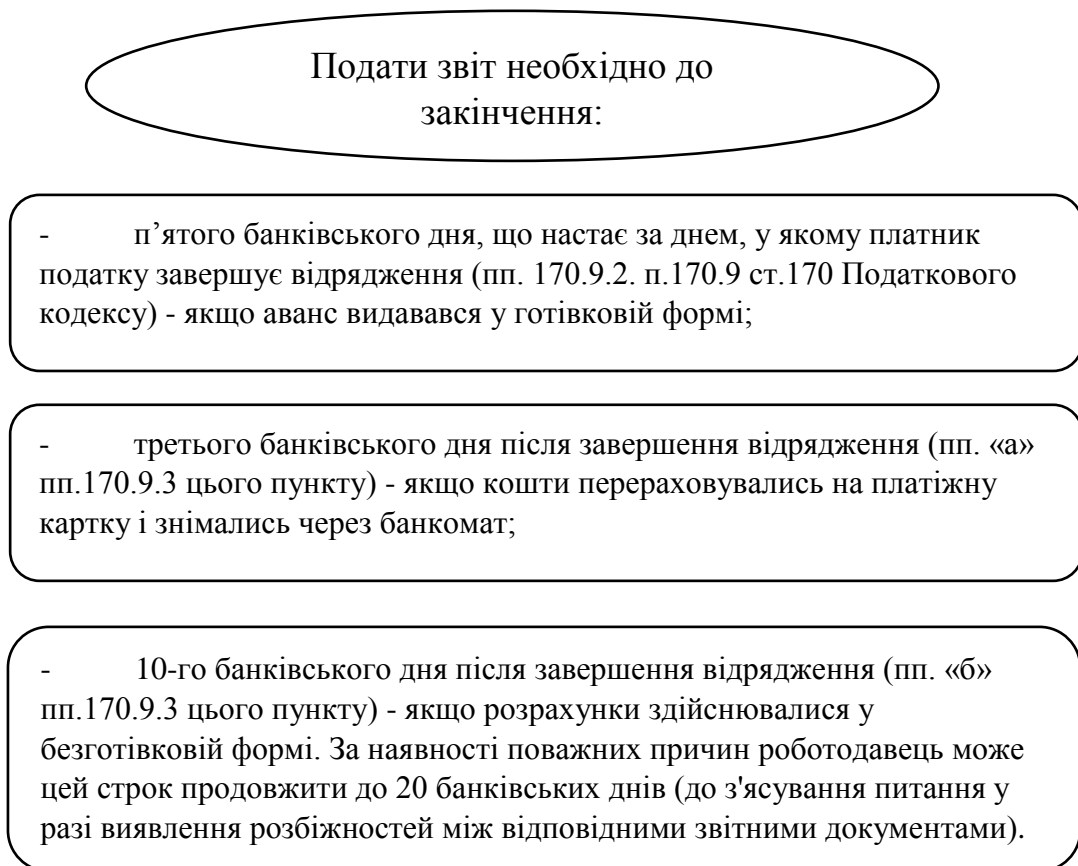 Подати звіт необхідно до
закінчення:
- п’ятого банківського дня, що настає за днем, у якому платник
податку завершує відрядження (пп. 170.9.2. п.170.9 ст.170 Податкового
кодексу) - якщо аванс видавався у готівковій формі;
- третього банківського дня після завершення відрядження (пп. «а»
пп.170.9.3 цього пункту) - якщо кошти перераховувались на платіжну
картку і знімались через банкомат;
- 10-го банківського дня після завершення відрядження (пп. «б»
пп.170.9.3 цього пункту) - якщо розрахунки здійснювалися у
безготівковій формі. За наявності поважних причин роботодавець може
цей строк продовжити до 20 банківських днів (до з'ясування питання у
разі виявлення розбіжностей між відповідними звітними документами).